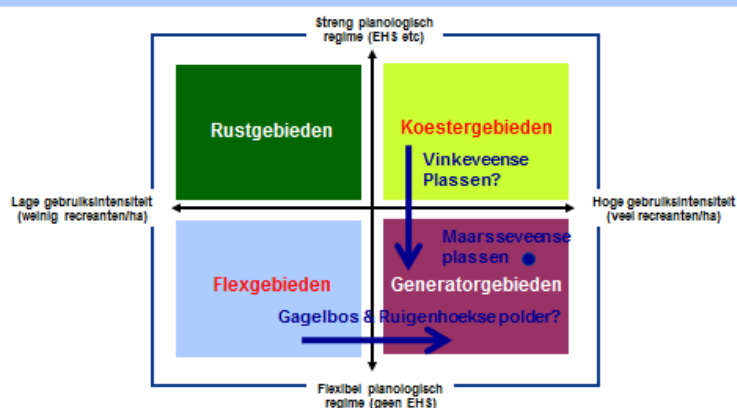 Streng planologisch
regime (EHS etc)
Rustgebieden
Koestergebieden
Vinkeveense
Plassen?
Lage gebruiksintensiteit
(weinig recreanten/ha)
Hoge gebruiksintensiteit
(veel recreanten/ha)
Maarsseveense
plassen
Flexgebieden
Generatorgebieden
Gagelbos & Ruigenhoekse polder?
Flexibel planologisch
regime (geen EHS)